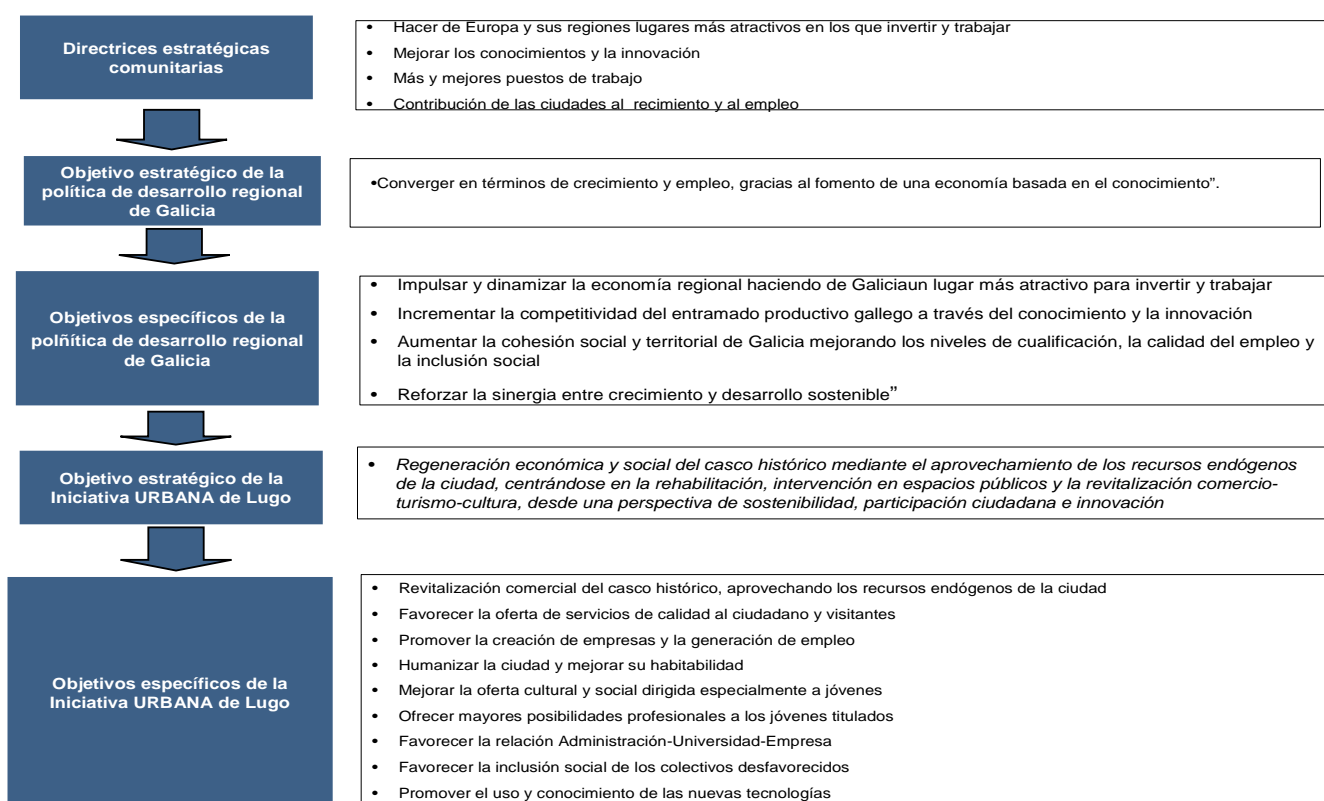 Directrices estratégicas
comunitarias
• Hacer de Europa y sus regiones lugares más atractivos en los que invertir y trabajar
• Mejorar los conocimientos y la innovación
• Más y mejores puestos de trabajo
• Contribución de las ciudades al recimiento y al empleo
Objetivo estratégico de la
política de desarrollo regional
de Galicia
•Converger en términos de crecimiento y empleo, gracias al fomento de una economía basada en el conocimiento”.
Objetivos específicos de la
polñítica de desarrollo regional
de Galicia
• Impulsar y dinamizar la economía regional haciendo de Galiciaun lugar más atractivo para invertir y trabajar
• Incrementar la competitividad del entramado productivo gallego a través del conocimiento y la innovación
• Aumentar la cohesión social y territorial de Galicia mejorando los niveles de cualificación, la calidad del empleo y
la inclusión social
• Reforzar la sinergia entre crecimiento y desarrollo sostenible”
Objetivo estratégico de la
Iniciativa URBANA de Lugo
• Regeneración económica y social del casco histórico mediante el aprovechamiento de los recursos endógenos
de la ciudad, centrándose en la rehabilitación, intervención en espacios públicos y la revitalización comercio-
turismo-cultura, desde una perspectiva de sostenibilidad, participación ciudadana e innovación
Objetivos específicos de la
Iniciativa URBANA de Lugo
• Revitalización comercial del casco histórico, aprovechando los recursos endógenos de la ciudad
• Favorecer la oferta de servicios de calidad al ciudadano y visitantes
• Promover la creación de empresas y la generación de empleo
• Humanizar la ciudad y mejorar su habitabilidad
• Mejorar la oferta cultural y social dirigida especialmente a jóvenes
• Ofrecer mayores posibilidades profesionales a los jóvenes titulados
• Favorecer la relación Administración-Universidad-Empresa
• Favorecer la inclusión social de los colectivos desfavorecidos
• Promover el uso y conocimiento de las nuevas tecnologías